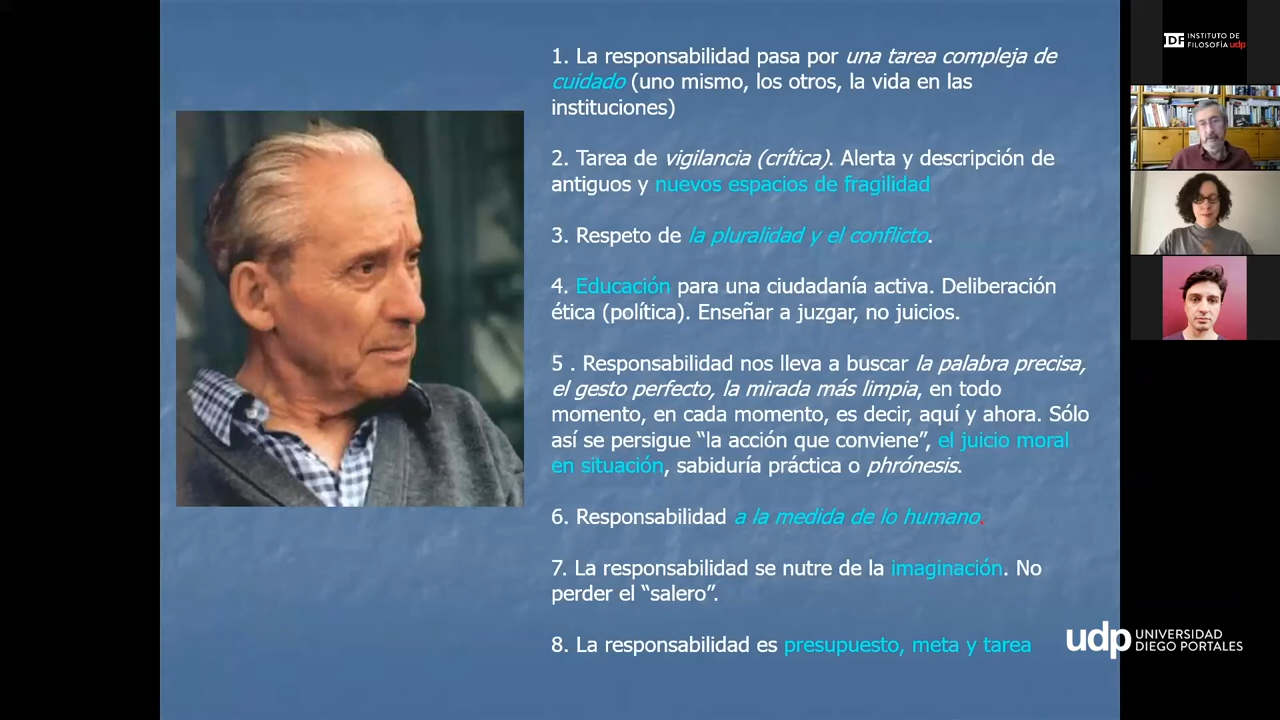 1. La responsabilidad pasa por una tarea compleja de
cuidado (uno mismo, los otros, la vida en las
instituciones)
2. Tarea de vigilancia (crítica). Alerta y descripción de
antiguos y nuevos espacios de fragilidad
3. Respeto de la pluralidad y el conflicto.
4. Educación para una ciudadanía activa. Deliberación
ética (política). Enseñar a juzgar, no juicios.
5 . Responsabilidad nos lleva a buscar la palabra precisa,
el gesto perfecto, la mirada más limpia, en todo
momento, en cada momento, es decir, aquí y ahora. Sólo
así se persigue “la acción que conviene”, el juicio moral
en situación, sabiduría práctica o phrónesis.
6. Responsabilidad a la medida de lo humano.
7. La responsabilidad se nutre de la imaginación. No
perder el “salero”.
8. La responsabilidad es presupuesto, meta y tarea
IDF INSTITUTO DE
FILOSOFÍA udp
udp UNIVERSIDAD
DIEGO PORTALES